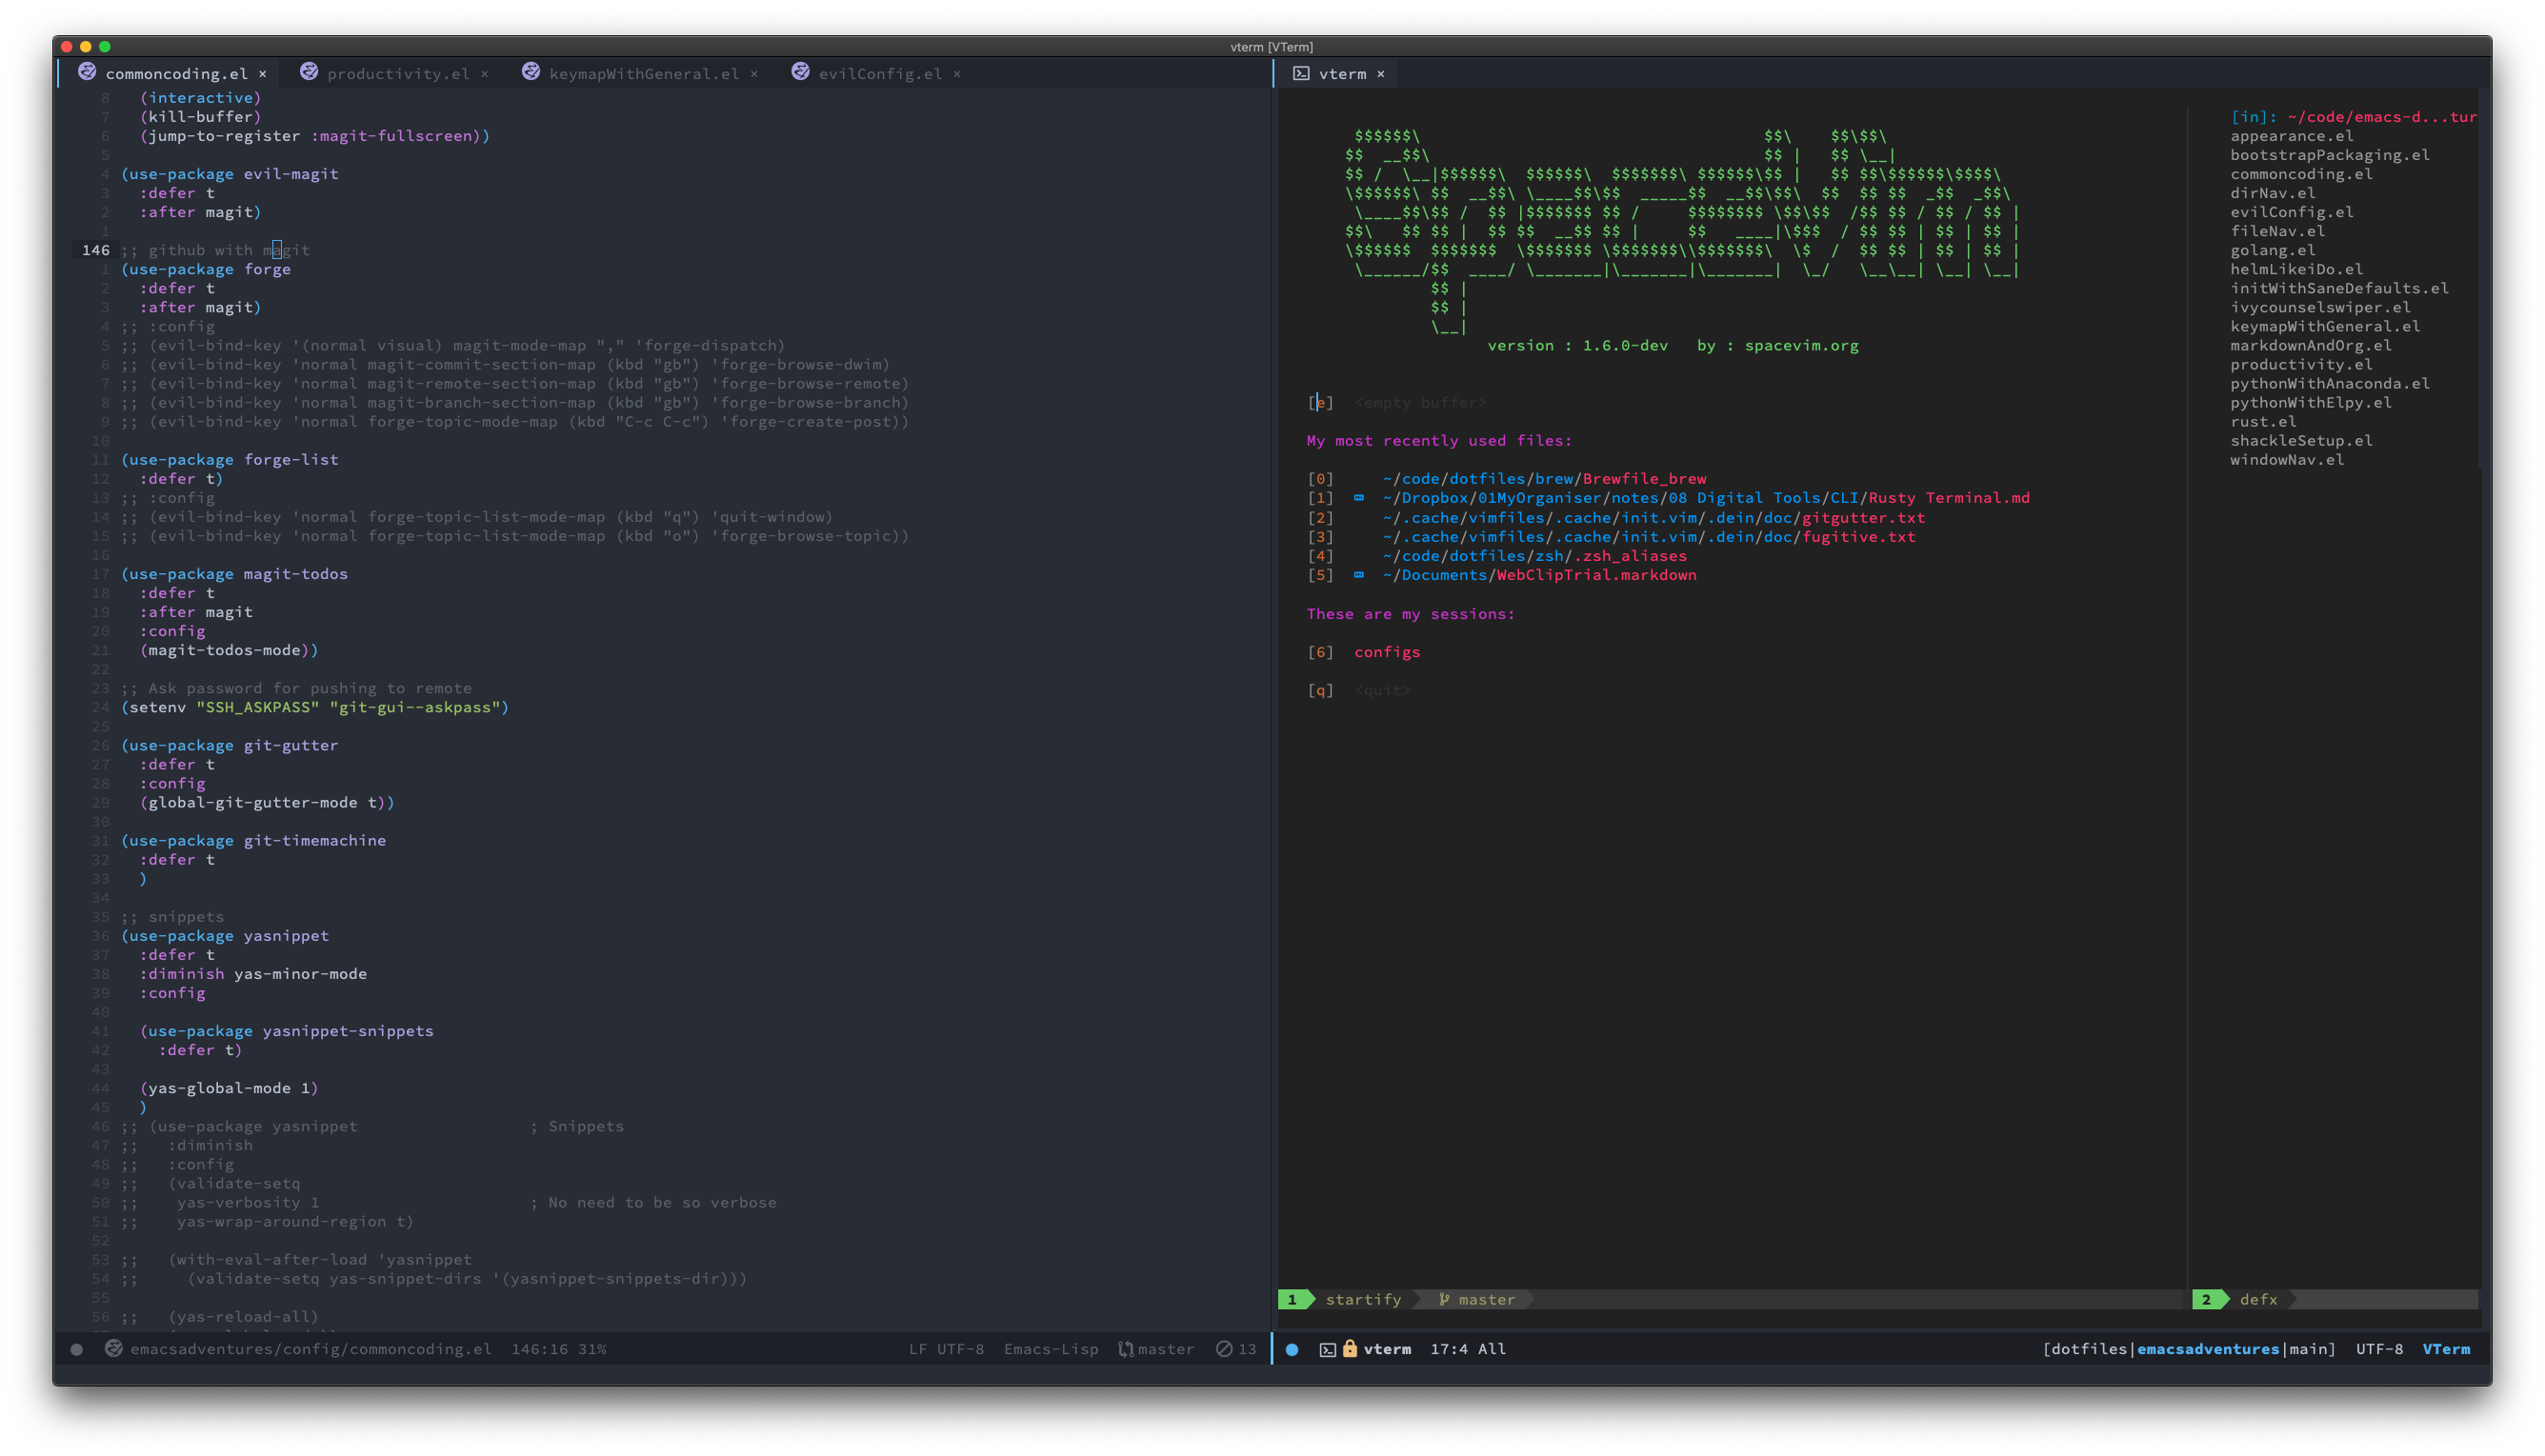 vterm [VTerm]
commoncoding.el ×
productivity.el ×
keymapWithGeneral.el ×
evilConfig.el ×
8 (interactive)
7 (kill-buffer)
6 (jump-to-register :magit-fullscreen))
5
4 (use-package evil-magit
3 :defer t
2 :after magit)
1
146 ;; github with magit
1 (use-package forge
2 :defer t
3 :after magit)
4 ;; :config
5 ;; (evil-bind-key '(normal visual) magit-mode-map "," 'forge-dispatch)
6 ;; (evil-bind-key 'normal magit-commit-section-map (kbd "gb") 'forge-browse-dwim)
7 ;; (evil-bind-key 'normal magit-remote-section-map (kbd "gb") 'forge-browse-remote)
8 ;; (evil-bind-key 'normal magit-branch-section-map (kbd "gb") 'forge-browse-branch)
9 ;; (evil-bind-key 'normal forge-topic-mode-map (kbd "C-c C-c") 'forge-create-post))
10
11 (use-package forge-list
12 :defer t)
13 ;; :config
14 ;; (evil-bind-key 'normal forge-topic-list-mode-map (kbd "q") 'quit-window)
15 ;; (evil-bind-key 'normal forge-topic-list-mode-map (kbd "o") 'forge-browse-topic))
16
17 (use-package magit-todos
18 :defer t
19 :after magit
20 :config
21 (magit-todos-mode))
22
23 ;; Ask password for pushing to remote
24 (setenv "SSH_ASKPASS" "git-gui--askpass")
25
26 (use-package git-gutter
27 :defer t
28 :config
29 (global-git-gutter-mode t))
30
31 (use-package git-timemachine
32 :defer t
33 )
34
35 ;; snippets
36 (use-package yasnippet
37 :defer t
38 :diminish yas-minor-mode
39 :config
40
41 (use-package yasnippet-snippets
42 :defer t)
43
44 (yas-global-mode 1)
45 )
46 ;; (use-package yasnippet ; Snippets
47 ;; :diminish
48 ;; :config
49 ;; (validate-setq
50 ;; yas-verbosity 1 ; No need to be so verbose
51 ;; yas-wrap-around-region t)
52
53 ;; (with-eval-after-load 'yasnippet
54 ;; (validate-setq yas-snippet-dirs '(yasnippet-snippets-dir)))
55
56 ;; (yas-reload-all)
emacsadventures/config/commoncoding.el 146:16 31% LF UTF-8 Emacs-Lisp master 13
vterm ×
SpaceVim
version : 1.6.0-dev by : spacevim.org
[e] <empty buffer>
My most recently used files:
[0] ~/code/dotfiles/brew/Brewfile_brew
[1] ~/Dropbox/01MyOrganiser/notes/08 Digital Tools/CLI/Rusty Terminal.md
[2] ~/.cache/vimfiles/.cache/init.vim/.dein/doc/gitgutter.txt
[3] ~/.cache/vimfiles/.cache/init.vim/.dein/doc/fugitive.txt
[4] ~/code/dotfiles/zsh/.zsh_aliases
[5] ~/Documents/WebClipTrial.markdown
These are my sessions:
[6] configs
[q] <quit>
1 startify master
[in]: ~/code/emacs-d...tur
appearance.el
bootstrapPackaging.el
commoncoding.el
dirNav.el
evilConfig.el
fileNav.el
golang.el
helmLikeiDo.el
initWithSaneDefaults.el
ivycounselswiper.el
keymapWithGeneral.el
markdownAndOrg.el
productivity.el
pythonWithAnaconda.el
pythonWithElpy.el
rust.el
shackleSetup.el
windowNav.el
2 defx
vterm 17:4 All [dotfiles|emacsadventures|main] UTF-8 VTerm